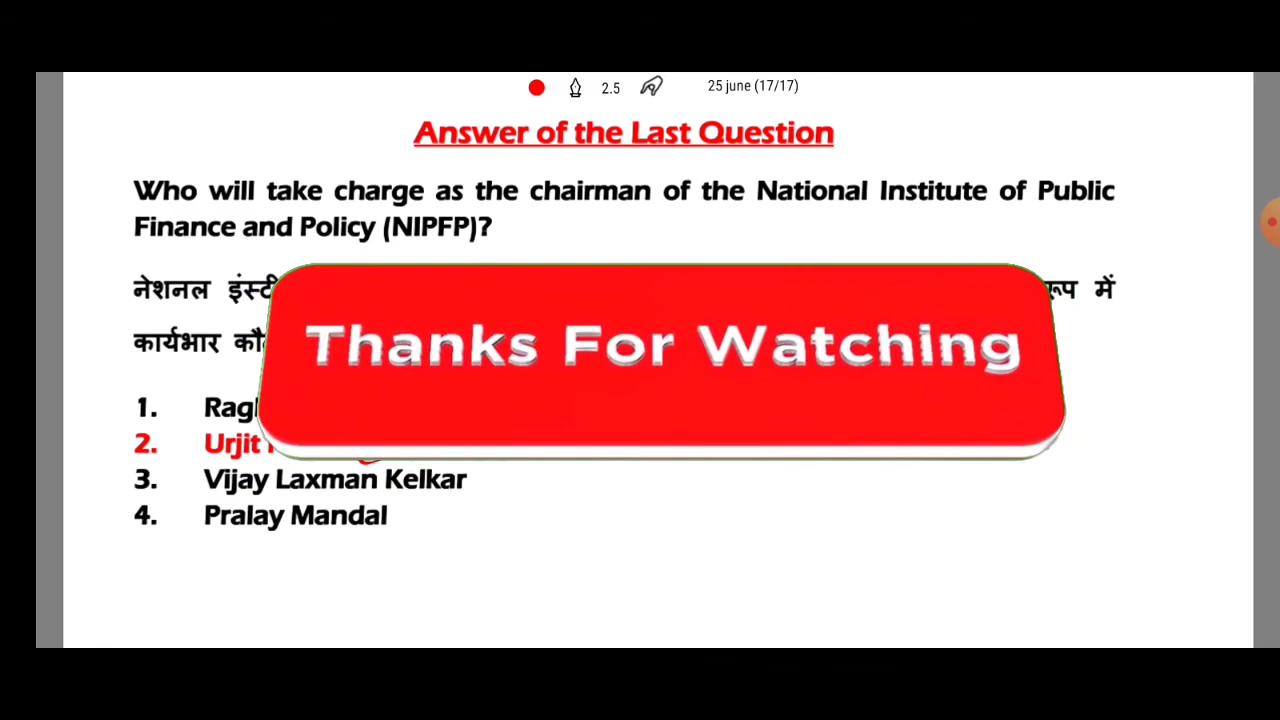 2.5 25 june (17/17)
Answer of the Last Question
Who will take charge as the chairman of the National Institute of Public
Finance and Policy (NIPFP)?
नेशनल रूप में
कार्यभार
Thanks For Watching
1.
2. Urjit
3. Vijay Laxman Kelkar
4. Pralay Mandal